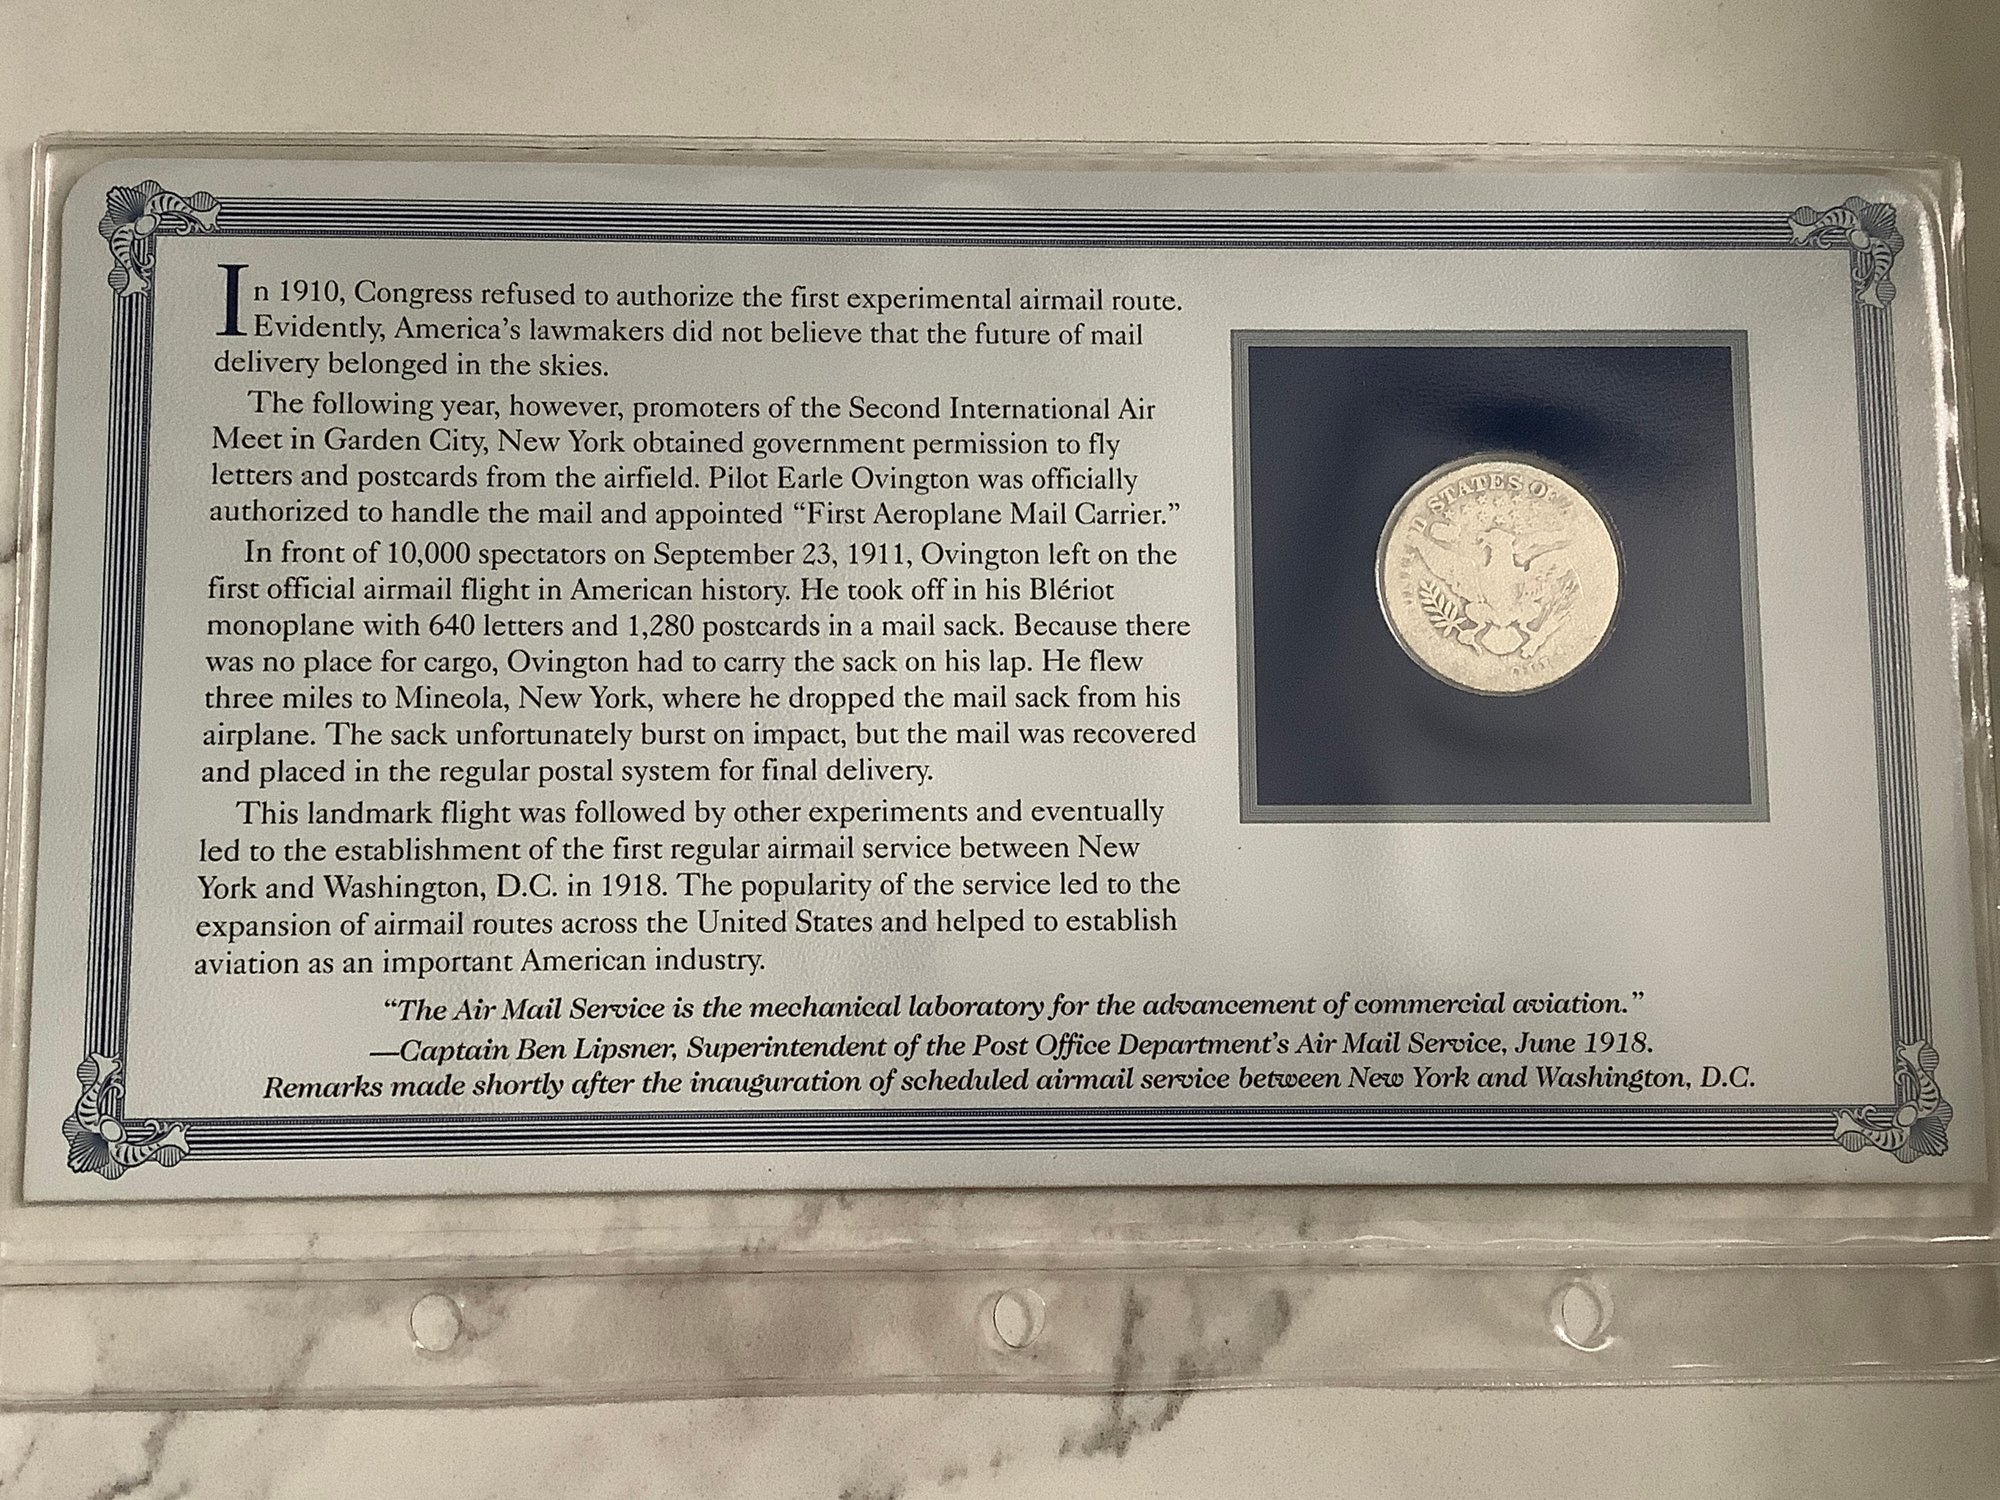 In 1910, Congress refused to authorize the first experimental airmail route.
Evidently, America's lawmakers did not believe that the future of mail
delivery belonged in the skies.
The following year, however, promoters of the Second International Air
Meet in Garden City, New York obtained government permission to fly
letters and postcards from the airfield. Pilot Earle Ovington was officially
authorized to handle the mail and appointed “First Aeroplane Mail Carrier.”
In front of 10,000 spectators on September 23, 1911, Ovington left on the
first official airmail flight in American history. He took off in his Blériot
monoplane with 640 letters and 1,280 postcards in a mail sack. Because there
was no place for cargo, Ovington had to carry the sack on his lap. He flew
three miles to Mineola, New York, where he dropped the mail sack from his
airplane. The sack unfortunately burst on impact, but the mail was recovered
and placed in the regular postal system for final delivery.
This landmark flight was followed by other experiments and eventually
led to the establishment of the first regular airmail service between New
York and Washington, D.C. in 1918. The popularity of the service led to the
expansion of airmail routes across the United States and helped to establish
aviation as an important American industry.
“The Air Mail Service is the mechanical laboratory for the advancement of commercial aviation.”
—Captain Ben Lipsner, Superintendent of the Post Office Department's Air Mail Service, June 1918.
Remarks made shortly after the inauguration of scheduled airmail service between New York and Washington, D.C.
STATES O